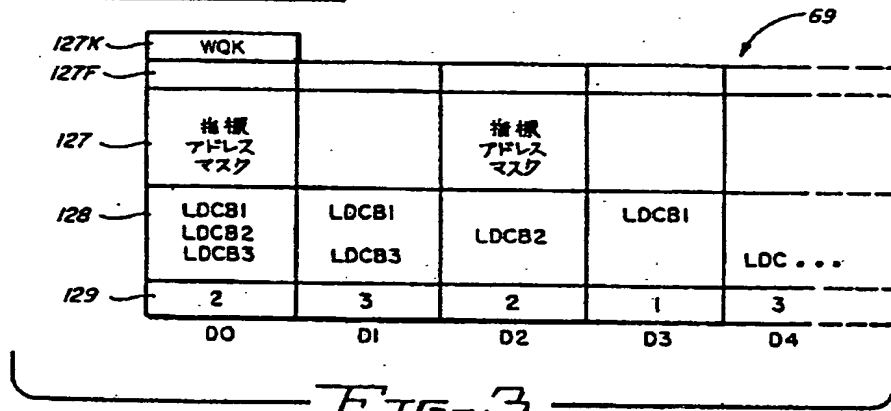 69
127K WQK
127F
127 指標 指標
アドレス アドレス
マスク マスク
128 LDCB1 LDCB1 LDCB2 LDCB1
LDCB2
LDCB3 LDCB3 LDC...
129 2 3 2 1 3
D0 D1 D2 D3 D4
FIG-3